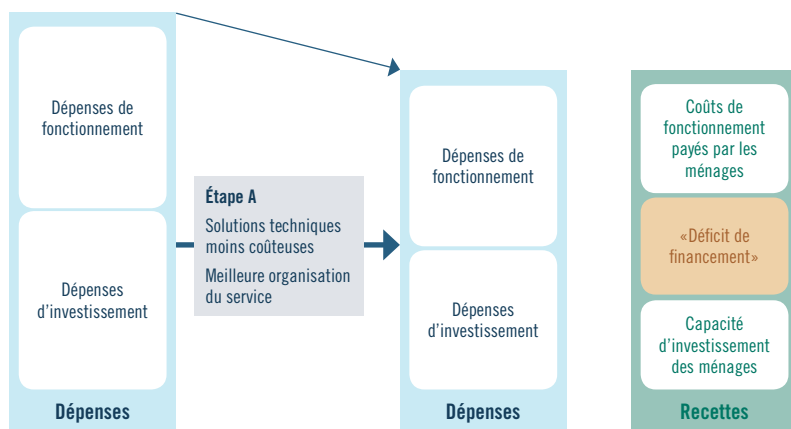 Dépenses de
fonctionnement
Dépenses
d’investissement
Dépenses
Étape A
Solutions techniques
moins coûteuses
Meilleure organisation
du service
Dépenses de
fonctionnement
Dépenses
d’investissement
Dépenses
Coûts de
fonctionnement
payés par les
ménages
«Déficit de
financement»
Capacité
d’investissement
des ménages
Recettes